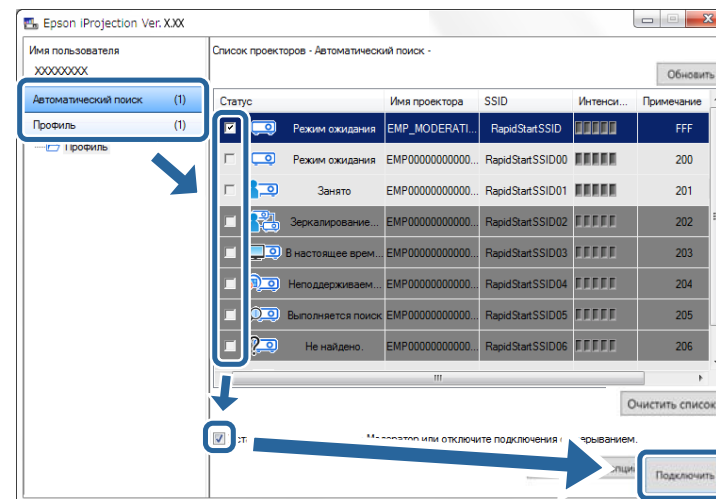 Epson iProjection Ver. X.XX
Имя пользователя
XXXXXXXX
Автоматический поиск (1)
Профиль (1)
Профиль
Список проекторов - Автоматический поиск -
Обновить
Статус Имя проектора SSID Интенси... Примечание
Режим ожидания EMP_MODERATI... RapidStartSSID FFF
Режим ожидания EMP00000000000... RapidStartSSID00 200
Занято EMP00000000000... RapidStartSSID01 201
Зеркалирование... EMP00000000000... RapidStartSSID02 202
В настоящее врем... EMP00000000000... RapidStartSSID03 203
Неподдерживаем... EMP00000000000... RapidStartSSID04 204
Выполняется поиск EMP00000000000... RapidStartSSID05 205
Не найдено. EMP00000000000... RapidStartSSID06 206
Очистить список
Модератор или отключите подключения с прерыванием.
Подключить